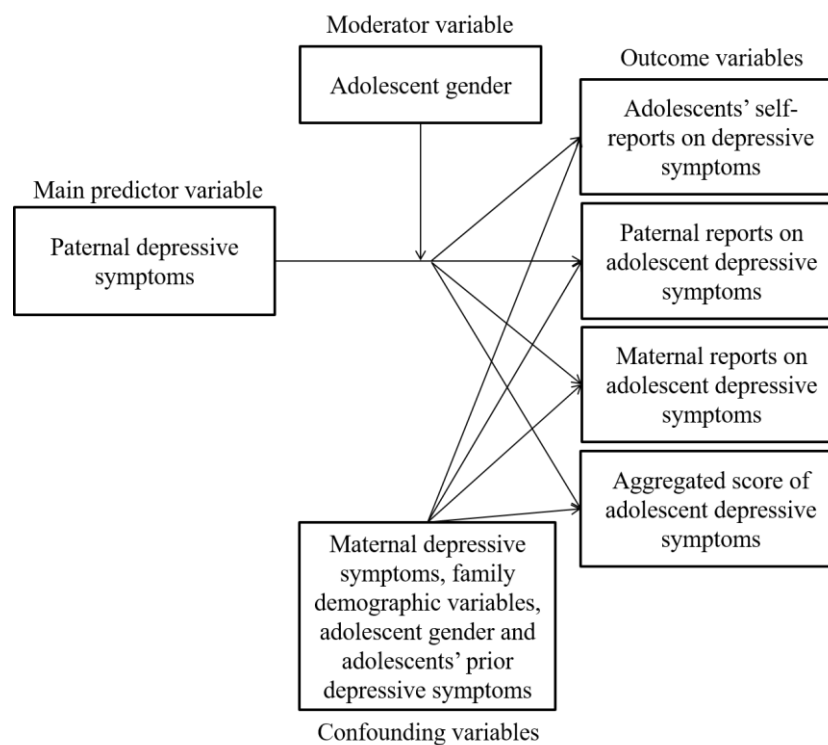 Moderator variable
Adolescent gender
Main predictor variable
Paternal depressive
symptoms
Outcome variables
Adolescents’ self-
reports on depressive
symptoms
Paternal reports on
adolescent depressive
symptoms
Maternal reports on
adolescent depressive
symptoms
Aggregated score of
adolescent depressive
symptoms
Maternal depressive
symptoms, family
demographic variables,
adolescent gender and
adolescents’ prior
depressive symptoms
Confounding variables